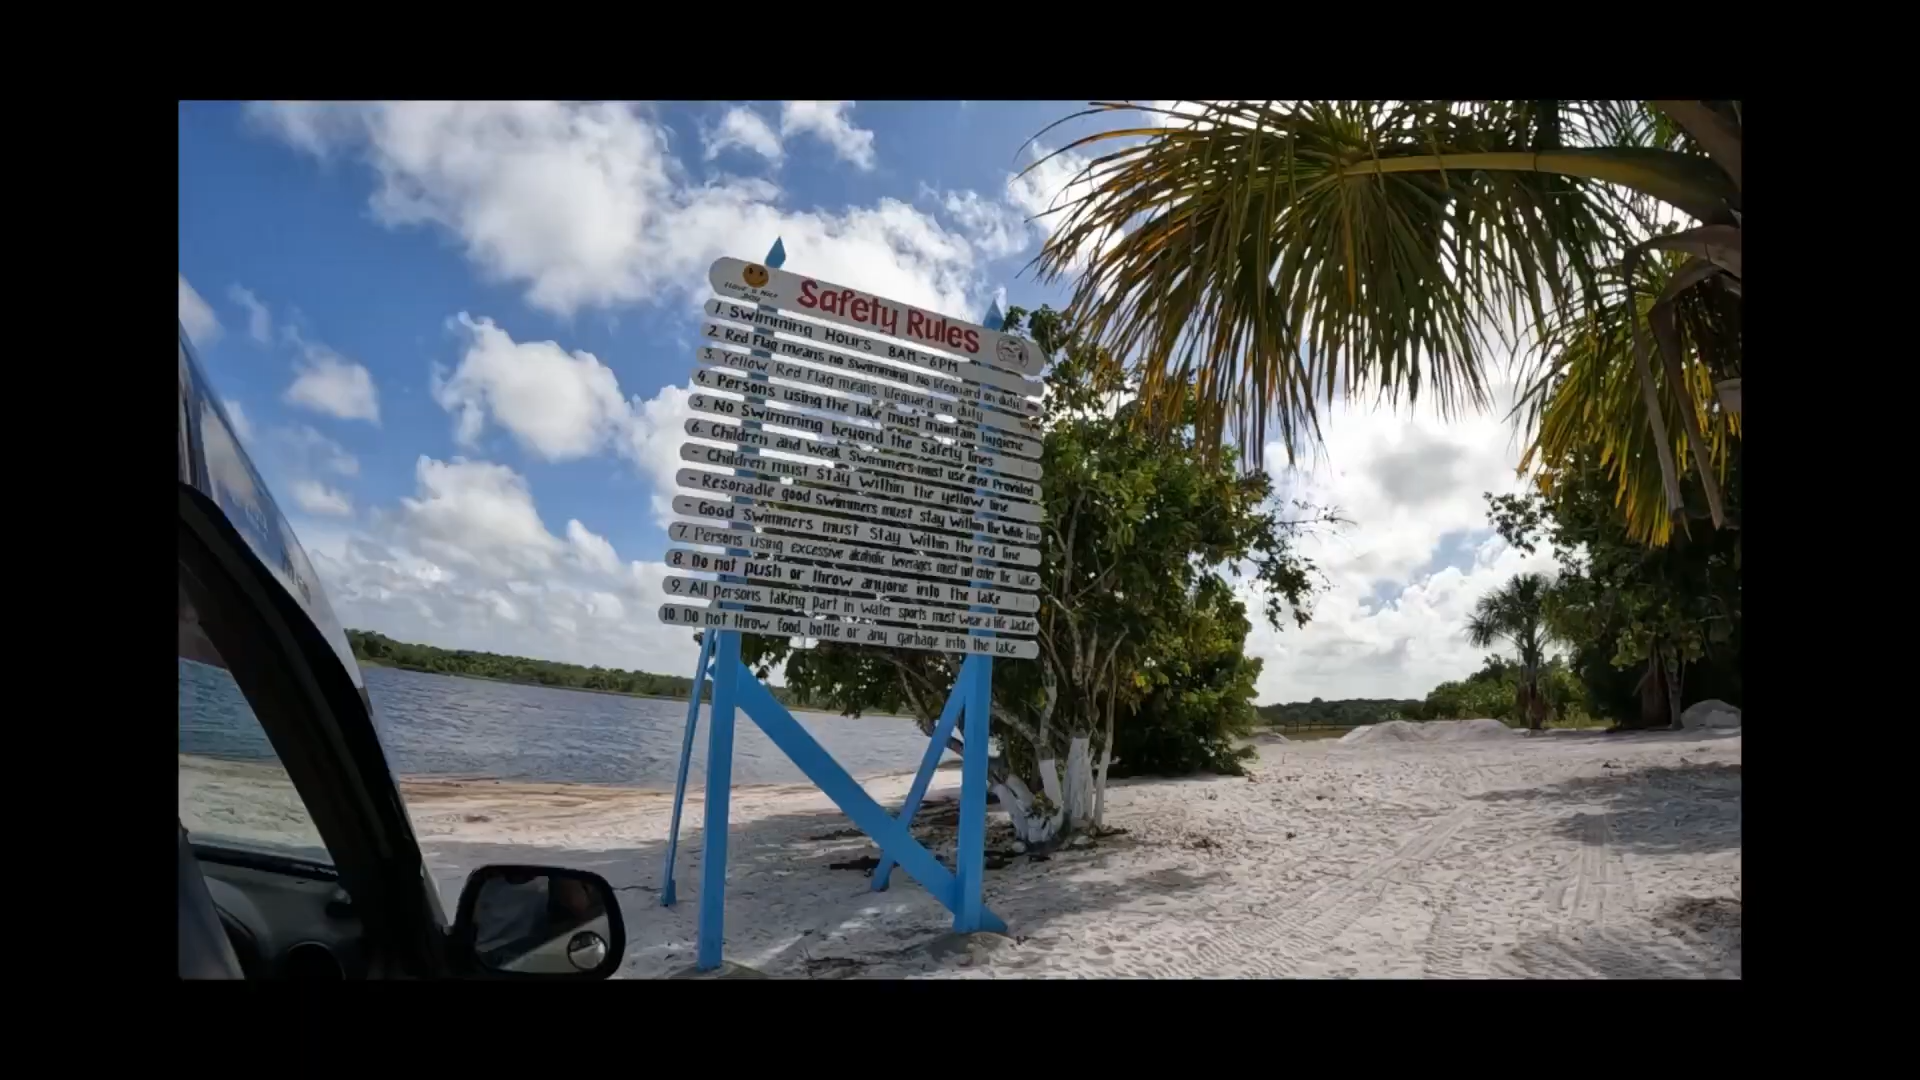 Have a nice
Day
Safety Rules
1. Swimming Hours 8AM - 6PM
2. Red Flag means no swimming No lifeguard on duty
3. Yellow Red Flag means lifeguard on duty
4. Persons using the lake must maintain hygiene
5. No Swimming beyond the Safety lines
6. Children and weak Swimmers must use area Provided
- Children must stay within the yellow line
- Resonadle good swimmers must stay within the White line
- Good Swimmers must Stay Within the red line
7. Persons using excessive alcoholic beverages must not enter the lake
8. Do not push or throw anyone into the lake
9. All persons taking part in water sports must wear a life Jacket
10. Do not throw food, bottle or any garbage into the lake